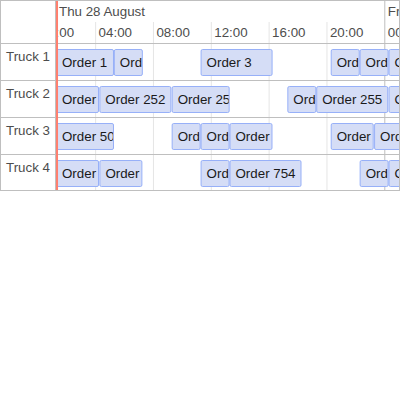 Thu 28 August Fr
00 04:00 08:00 12:00 16:00 20:00 00
Truck 1 Order 1 Ord Order 3 Ord Ord
Truck 2 Order Order 252 Order 25 Ord Order 255
Truck 3 Order 50 Ord Ord Order Order Ord
Truck 4 Order Order Ord Order 754 Ord